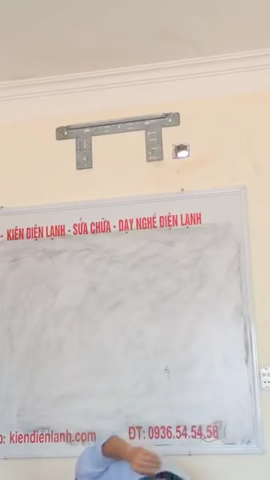 - KIÊN ĐIỆN LẠNH - SỬA CHỮA - DẠY NGHỀ ĐIỆN LẠNH
: kiendienlanh.com
ĐT: 0936.54.54.58